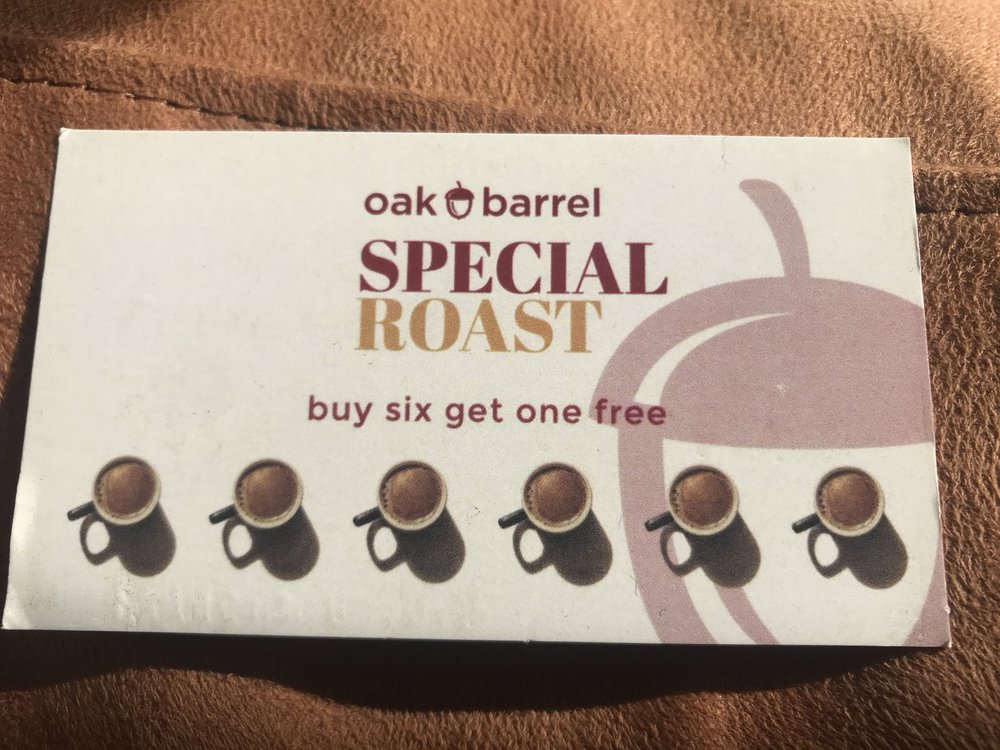 oak barrel
SPECIAL
ROAST
buy six get one free